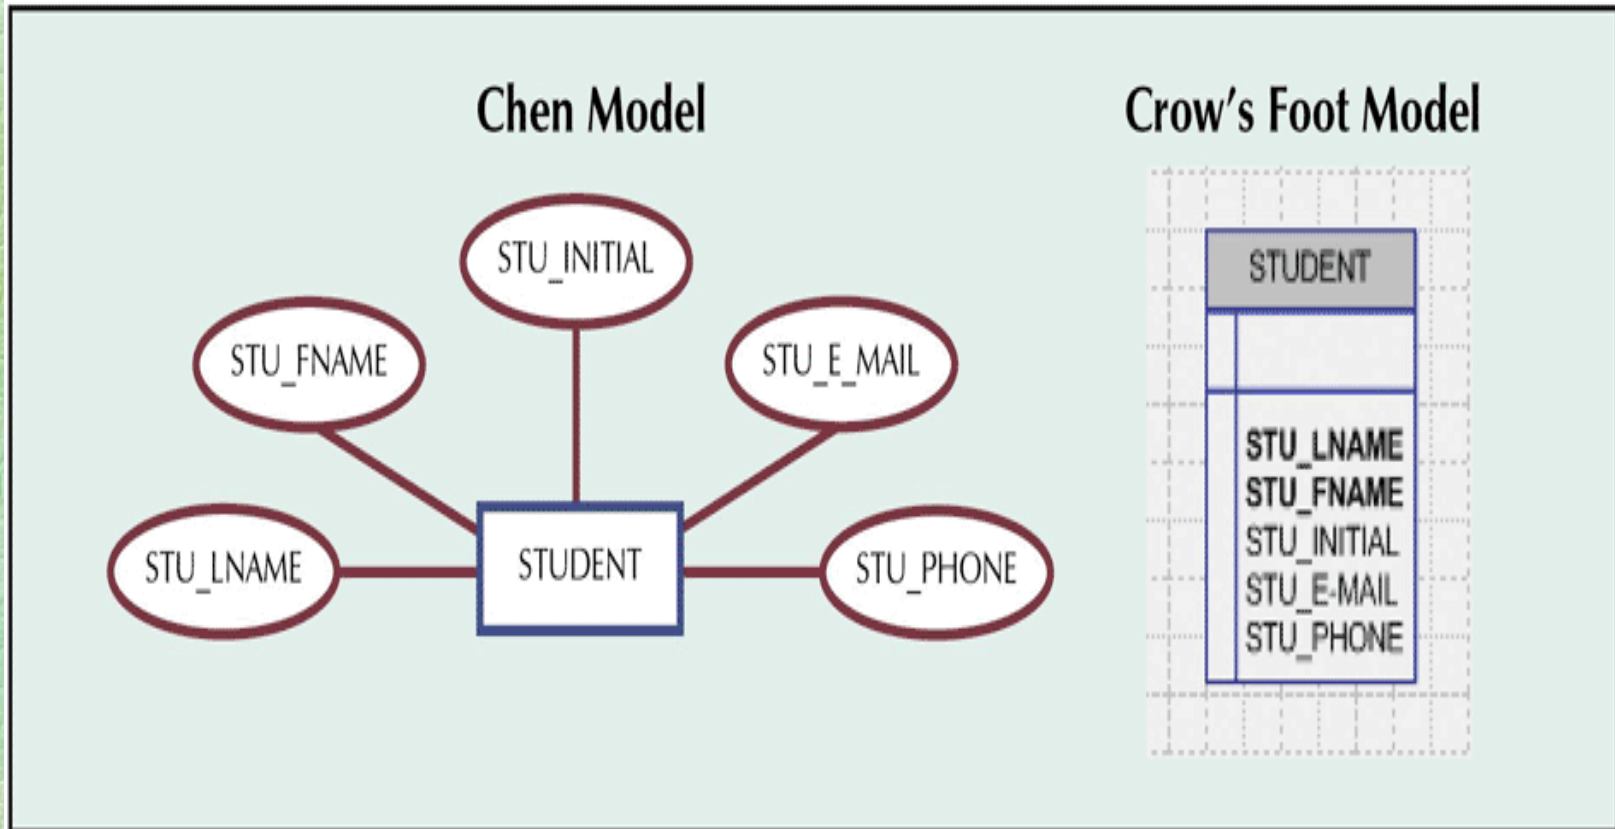 Chen Model
STU_INITIAL
STU_FNAME
STU_E_MAIL
STU_LNAME
STUDENT
STU_PHONE
Crow's Foot Model
STUDENT
STU_LNAME
STU_FNAME
STU_INITIAL
STU_E-MAIL
STU_PHONE